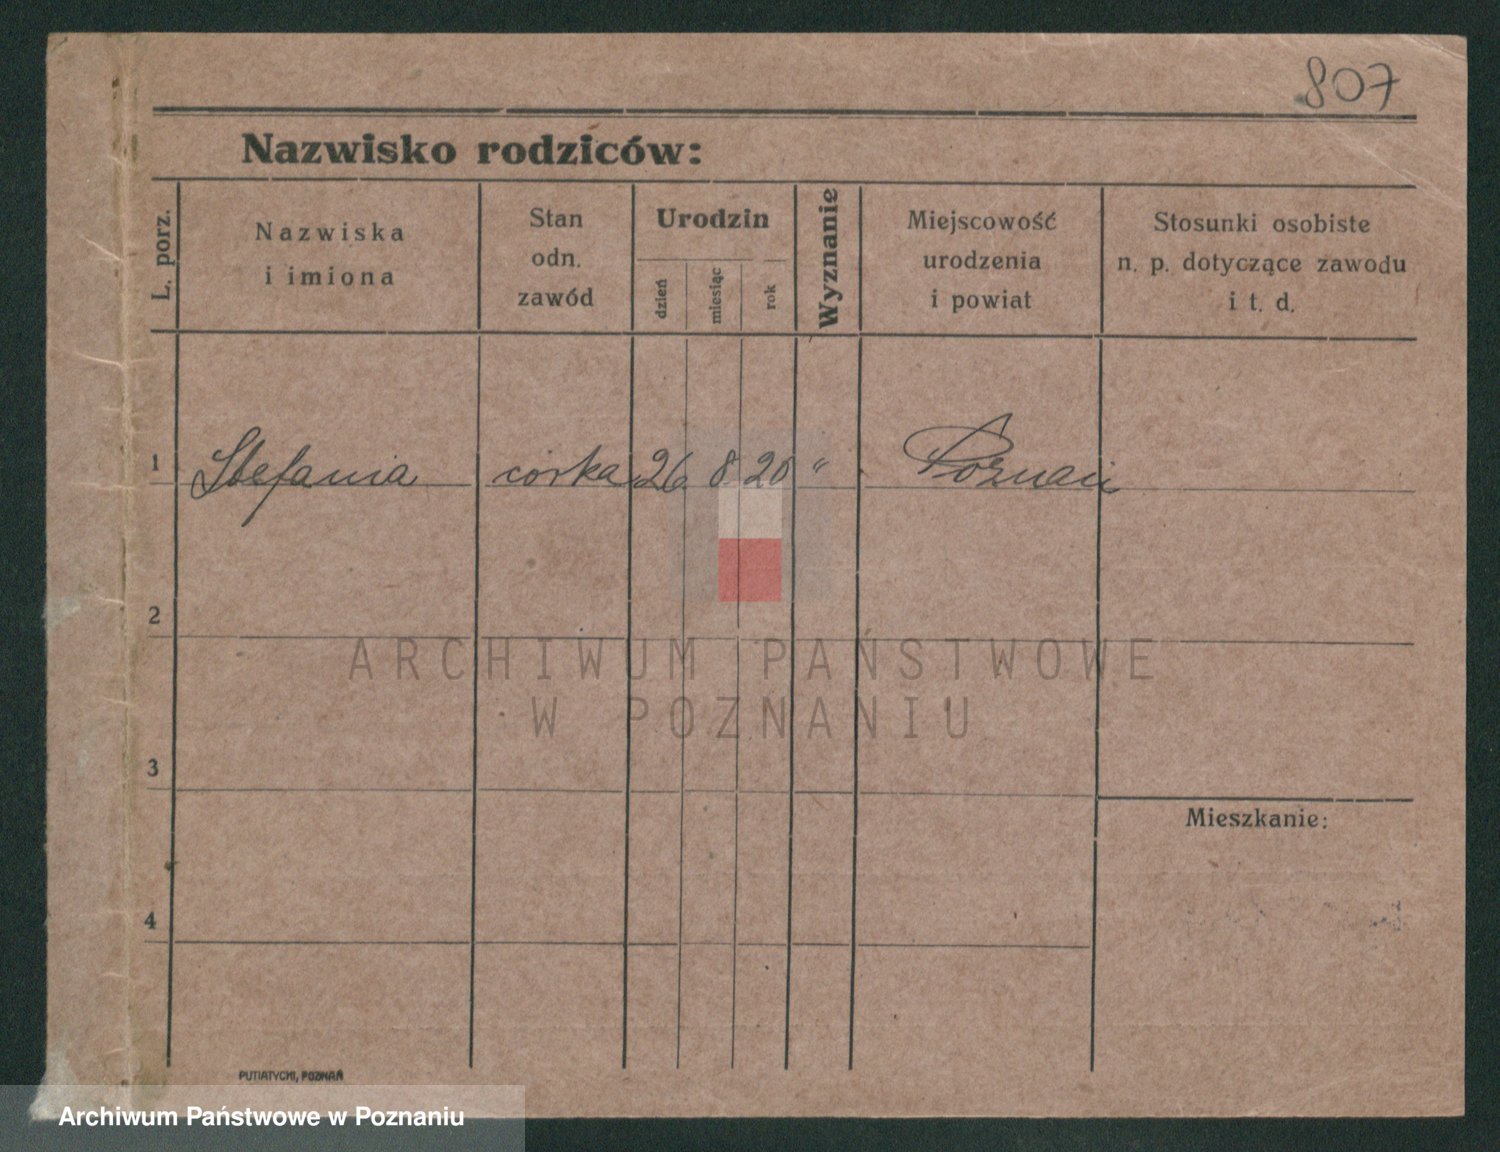 807
Nazwisko rodziców:
L. porz.
Nazwiska
i imiona
Stan
odn.
zawód
Urodzin
dzień
miesiąc
rok
Wyznanie
Miejscowość
urodzenia
i powiat
Stosunki osobiste
n. p. dotyczące zawodu
i t. d.
1 Stefania córka 26 8 20 " Poznań
2
ARCHIWUM PAŃSTWOWE
W POZNANIU
3
Mieszkanie:
4
PUTIATYCKI, POZNAŃ
Archiwum Państwowe w Poznaniu